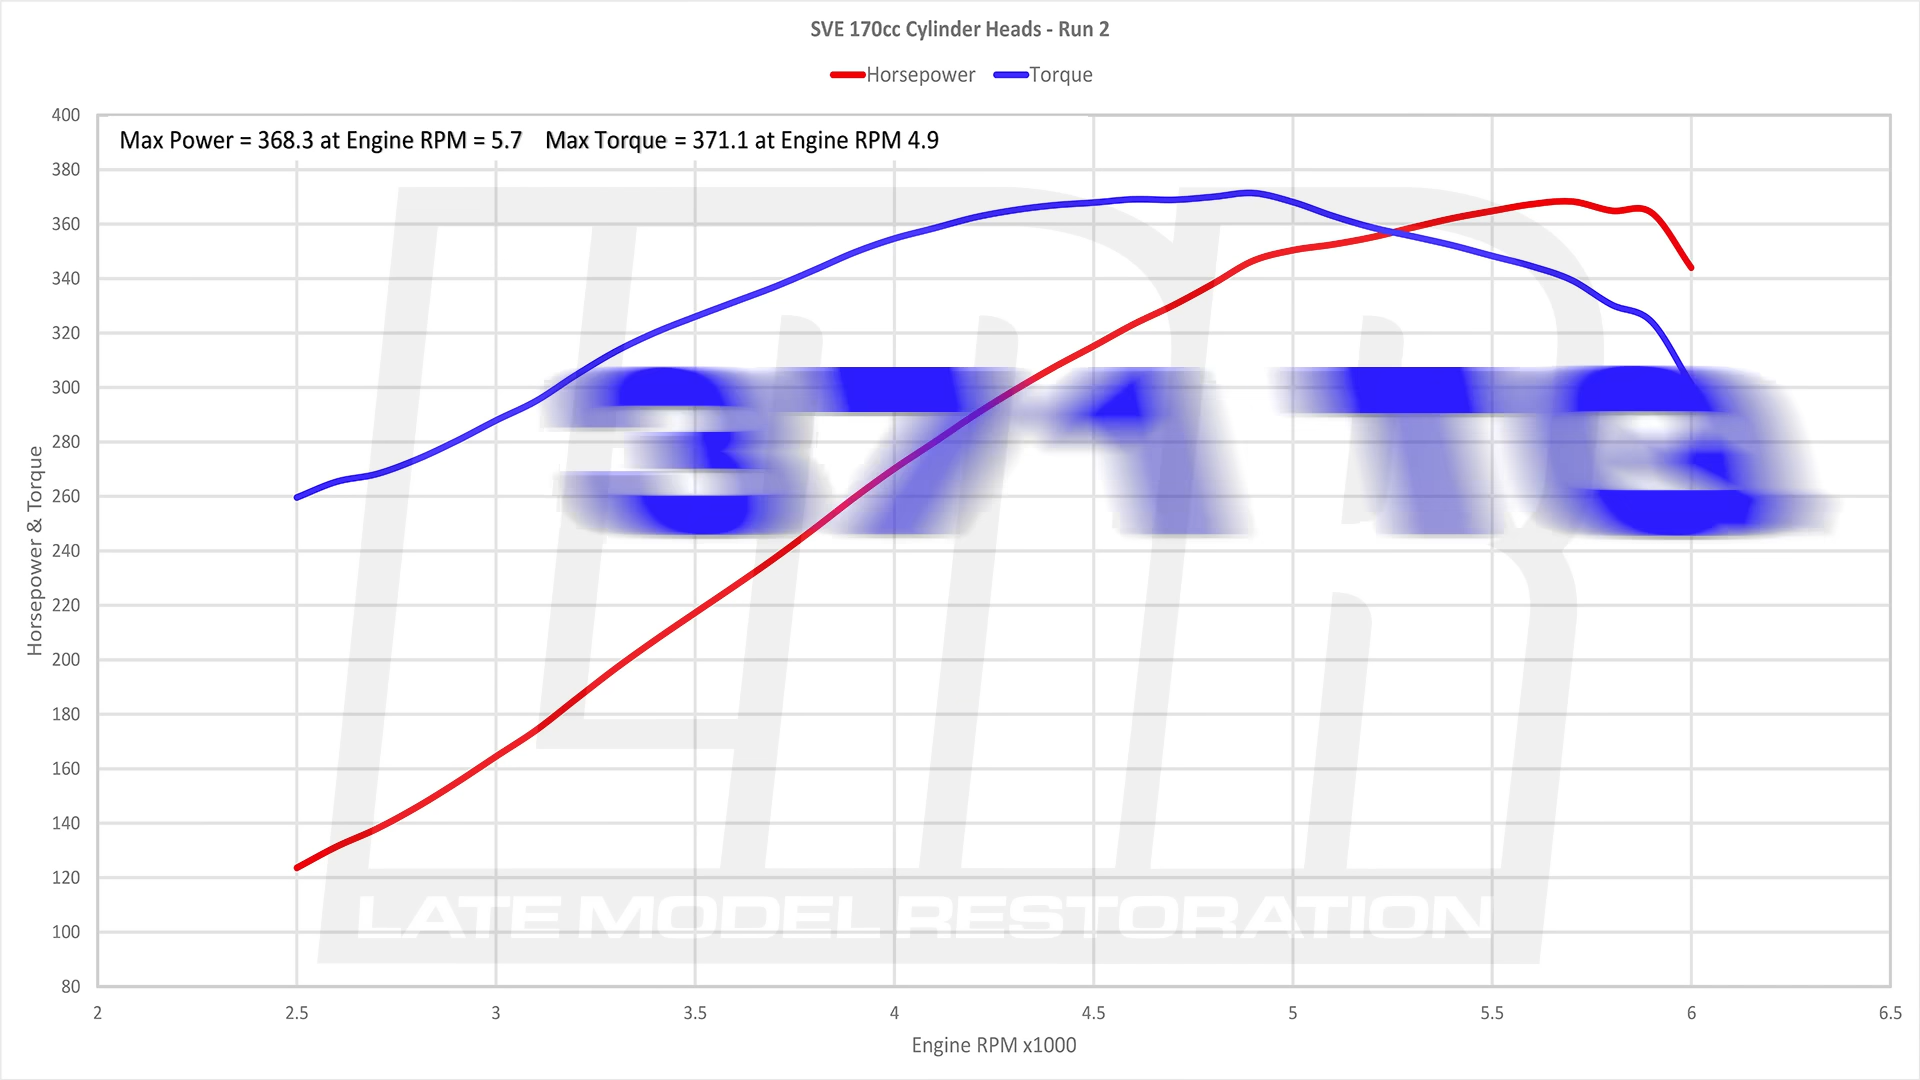 SVE 170cc Cylinder Heads - Run 2
Horsepower Torque
Max Power = 368.3 at Engine RPM = 5.7 Max Torque = 371.1 at Engine RPM 4.9
400
380
360
340
320
300
280
260
240
220
200
180
160
140
120
100
80
Horsepower & Torque
LMR
LATE MODEL RESTORATION
2 2.5 3 3.5 4 4.5 5 5.5 6 6.5
Engine RPM x1000